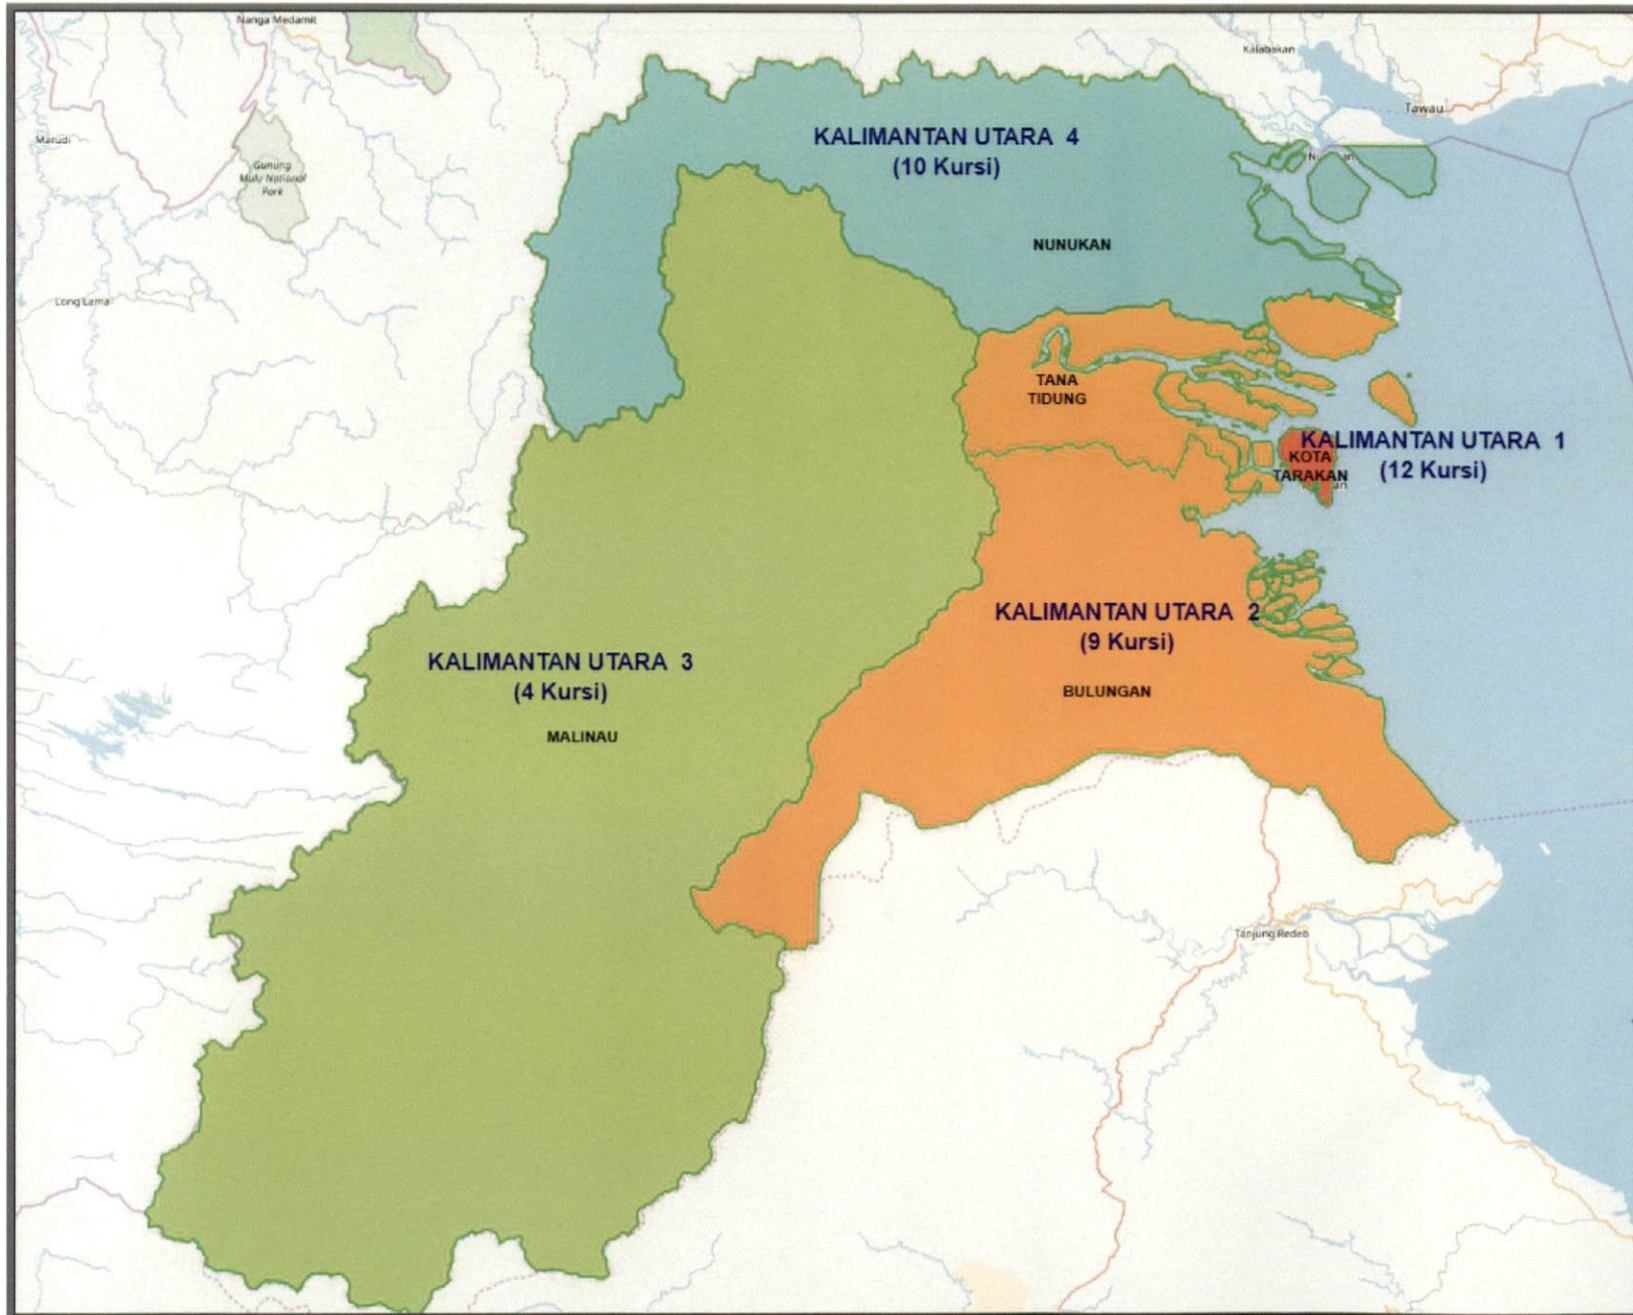 Nanga Medamit
Kalabakan
Tawau
KALIMANTAN UTARA 4
(10 Kursi)
Marudi
Gunung
Mulu National
Park
NUNUKAN
Long Lama
TANA
TIDUNG
KALIMANTAN UTARA 1
(12 Kursi)
KOTA
TARAKAN
KALIMANTAN UTARA 2
(9 Kursi)
KALIMANTAN UTARA 3
(4 Kursi)
BULUNGAN
MALINAU
Tanjung Redeb